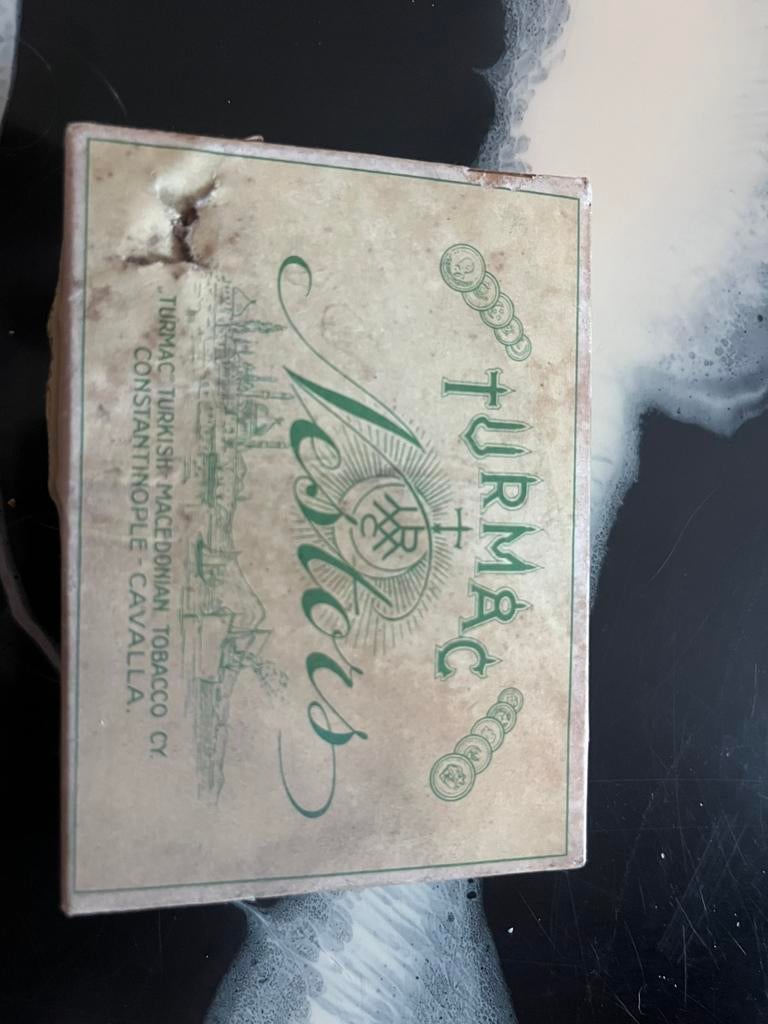 TURMAC
Nestors
„TURMAC" TURKISH-MACEDONIAN TOBACCO CY.
CONSTANTINOPLE - CAVALLA.